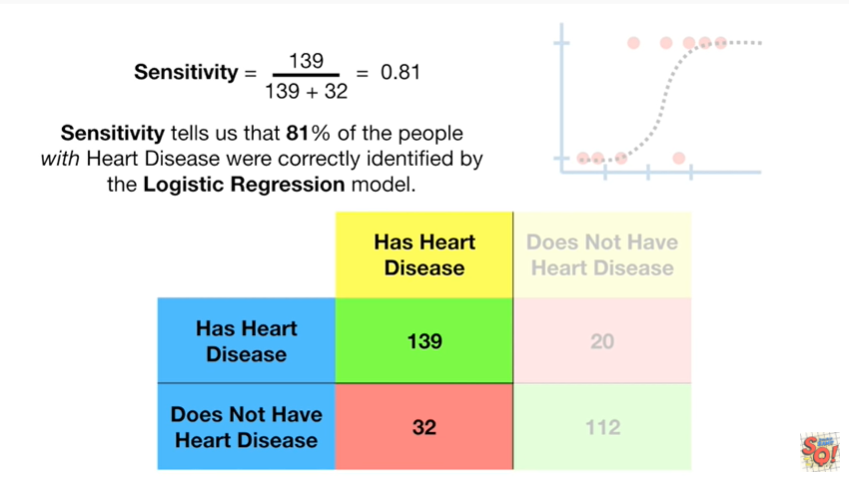 Sensitivity = 139 / 139 + 32 = 0.81
Sensitivity tells us that 81% of the people
with Heart Disease were correctly identified by
the Logistic Regression model.
Has Heart
Disease
Does Not Have
Heart Disease
Has Heart
Disease
139
20
Does Not Have
Heart Disease
32
112
SQ!